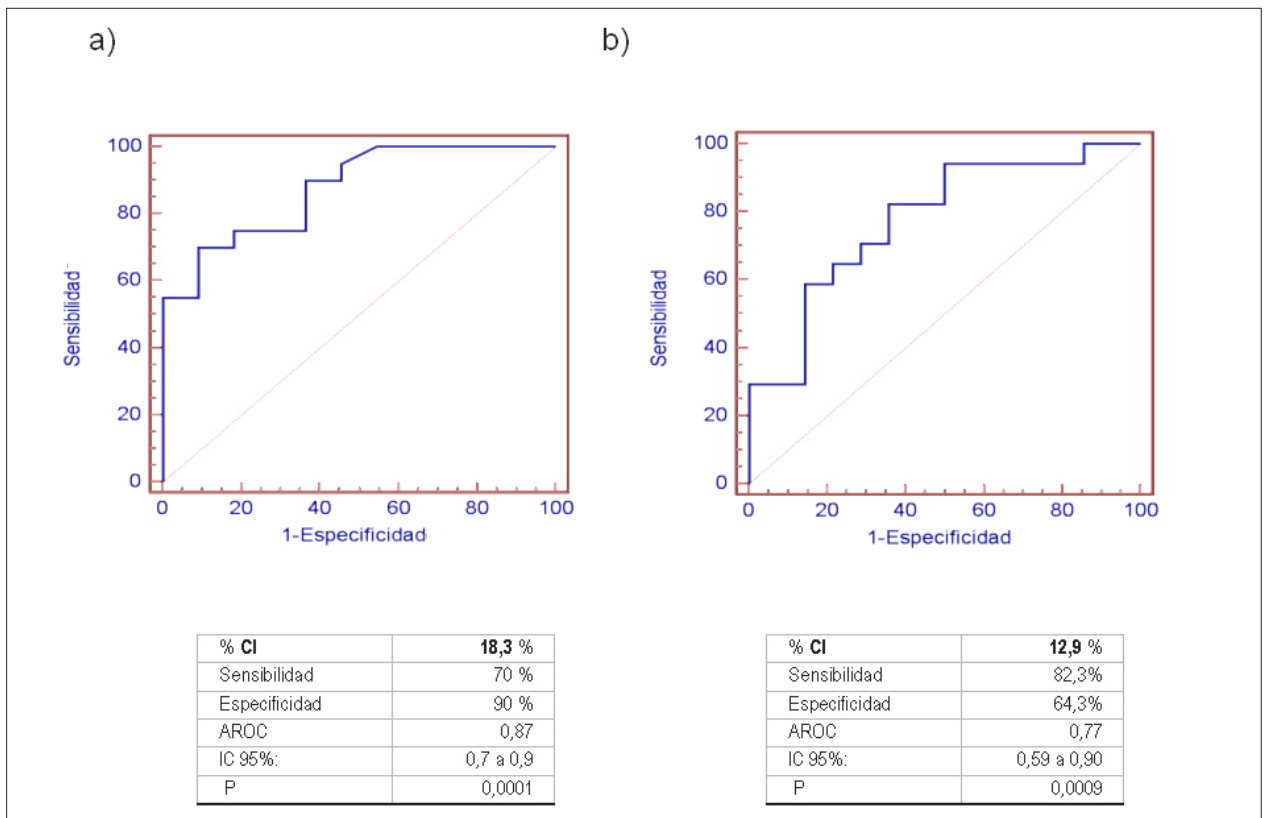 a)
b)
100
80
60
40
20
0
Sensibilidad
0 20 40 60 80 100
1-Especificidad
100
80
60
40
20
0
Sensibilidad
0 20 40 60 80 100
1-Especificidad
% CI 18,3 %
Sensibilidad 70 %
Especificidad 90 %
AROC 0,87
IC 95%: 0,7 a 0,9
P 0,0001
% CI 12,9 %
Sensibilidad 82,3%
Especificidad 64,3%
AROC 0,77
IC 95%: 0,59 a 0,90
P 0,0009